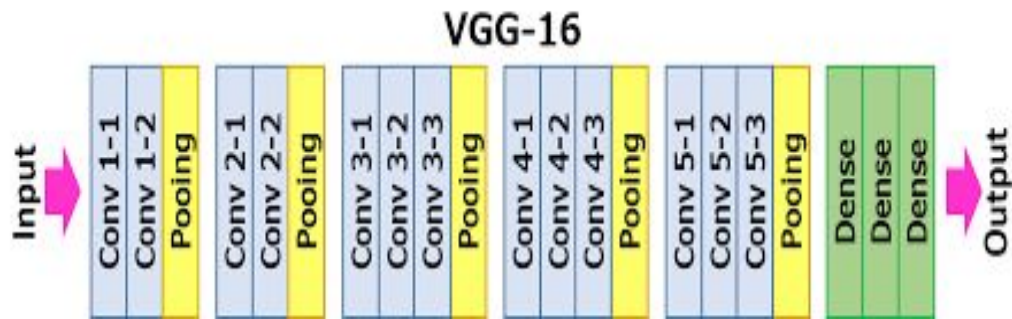 VGG-16
Input
Conv 1-1
Conv 1-2
Pooing
Conv 2-1
Conv 2-2
Pooing
Conv 3-1
Conv 3-2
Conv 3-3
Pooing
Conv 4-1
Conv 4-2
Conv 4-3
Pooing
Conv 5-1
Conv 5-2
Conv 5-3
Pooing
Dense
Dense
Dense
Output